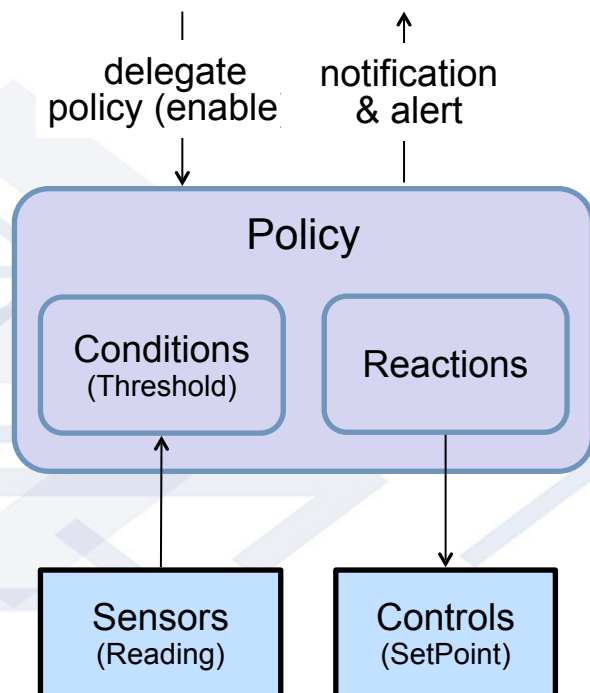 delegate
policy (enable)
notification
& alert
Policy
Conditions
(Threshold)
Reactions
Sensors
(Reading)
Controls
(SetPoint)